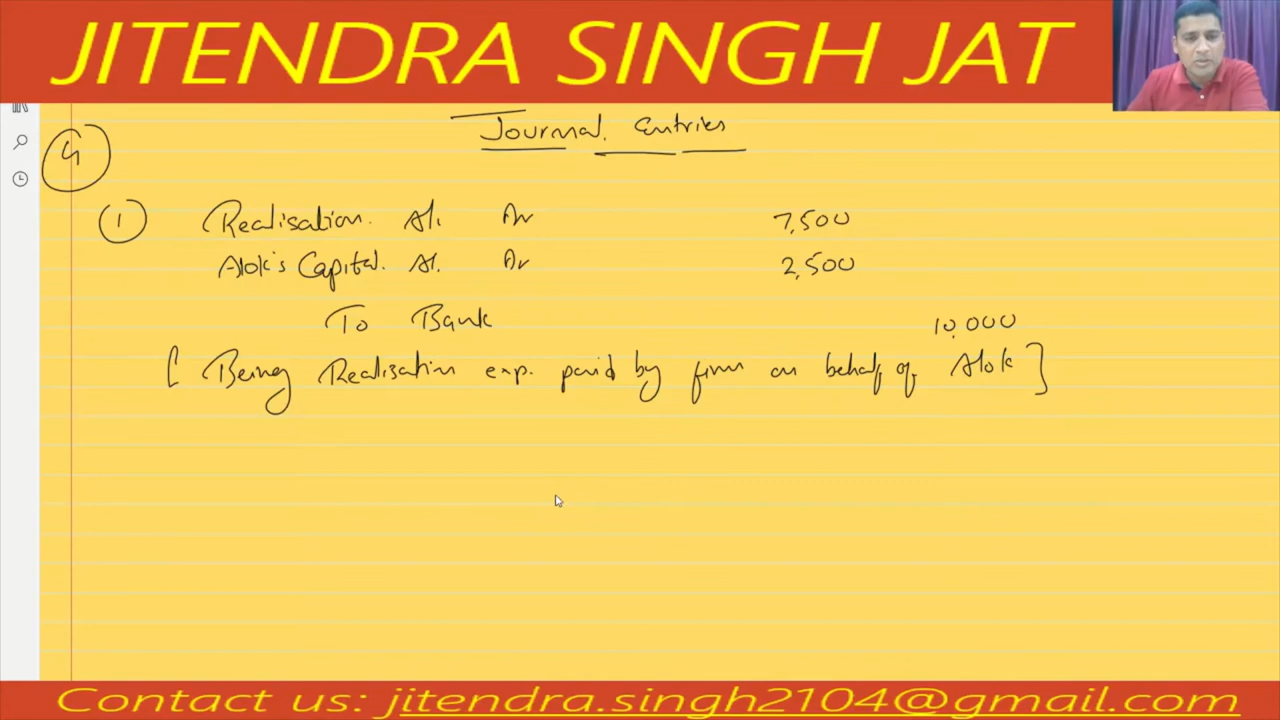 JITENDRA SINGH JAT
Journal Entries
4
1 Realisation A/c Dr 7,500
Alok's Capital A/c Dr 2,500
To Bank 10,000
[ Being Realisation exp. paid by firm on behalf of Alok ]
Contact us: jitendra.singh2104@gmail.com